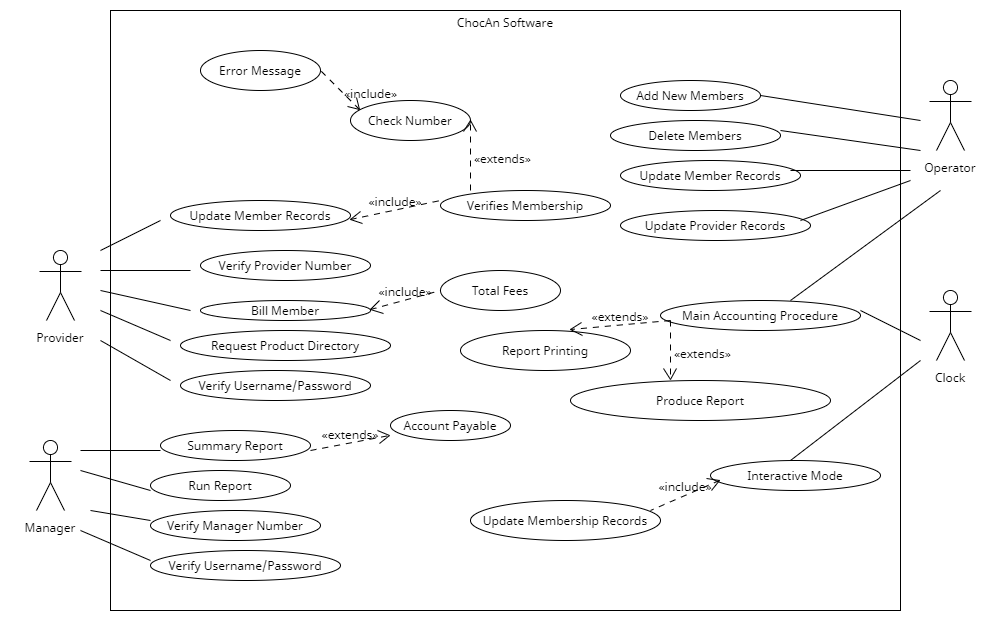 ChocAn Software
Error Message
«include»
Check Number
«extends»
Verifies Membership
«include»
Update Member Records
Verify Provider Number
Bill Member
«include»
Total Fees
Request Product Directory
Verify Username/Password
Provider
Add New Members
Delete Members
Update Member Records
Update Provider Records
Operator
Main Accounting Procedure
«extends»
Report Printing
«extends»
Produce Report
Clock
Summary Report
«extends»
Account Payable
Run Report
Verify Manager Number
Verify Username/Password
Manager
Interactive Mode
«include»
Update Membership Records